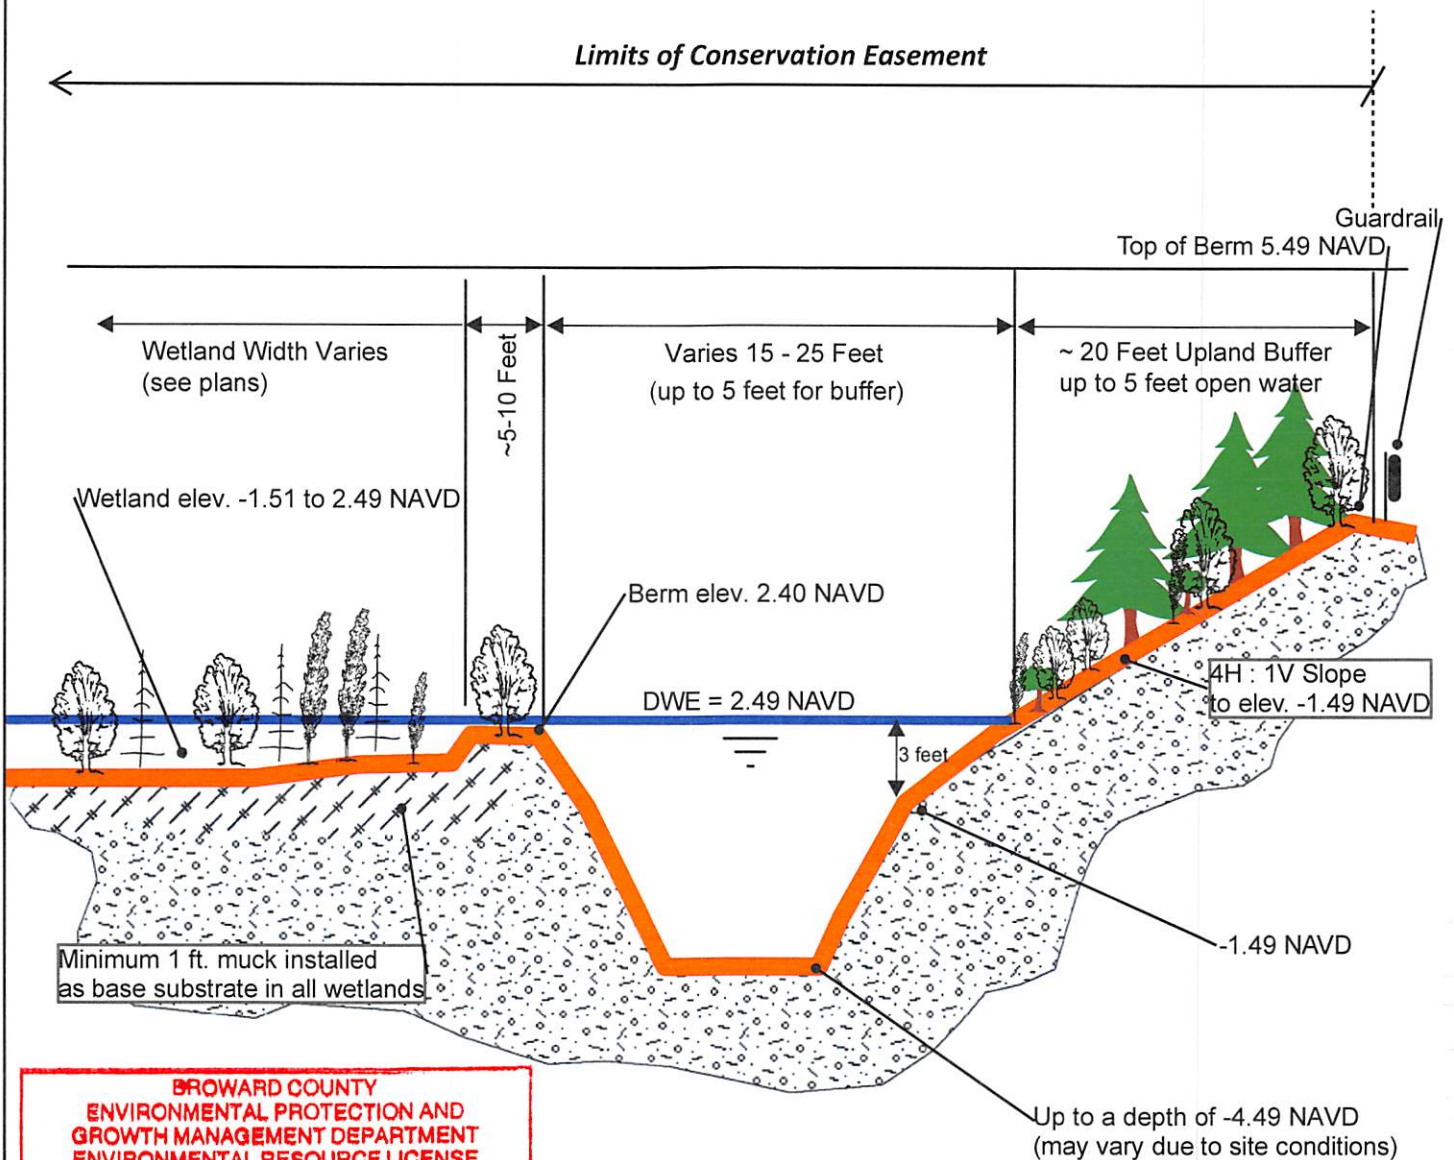 Limits of Conservation Easement
Guardrail
Top of Berm 5.49 NAVD
Wetland Width Varies
(see plans)
~5-10 Feet
Varies 15 - 25 Feet
(up to 5 feet for buffer)
~ 20 Feet Upland Buffer
up to 5 feet open water
Wetland elev. -1.51 to 2.49 NAVD
Berm elev. 2.40 NAVD
DWE = 2.49 NAVD
4H : 1V Slope
to elev. -1.49 NAVD
3 feet
-1.49 NAVD
Minimum 1 ft. muck installed
as base substrate in all wetlands
Up to a depth of -4.49 NAVD
(may vary due to site conditions)
BROWARD COUNTY
ENVIRONMENTAL PROTECTION AND
GROWTH MANAGEMENT DEPARTMENT
ENVIRONMENTAL RESOURCE LICENSE